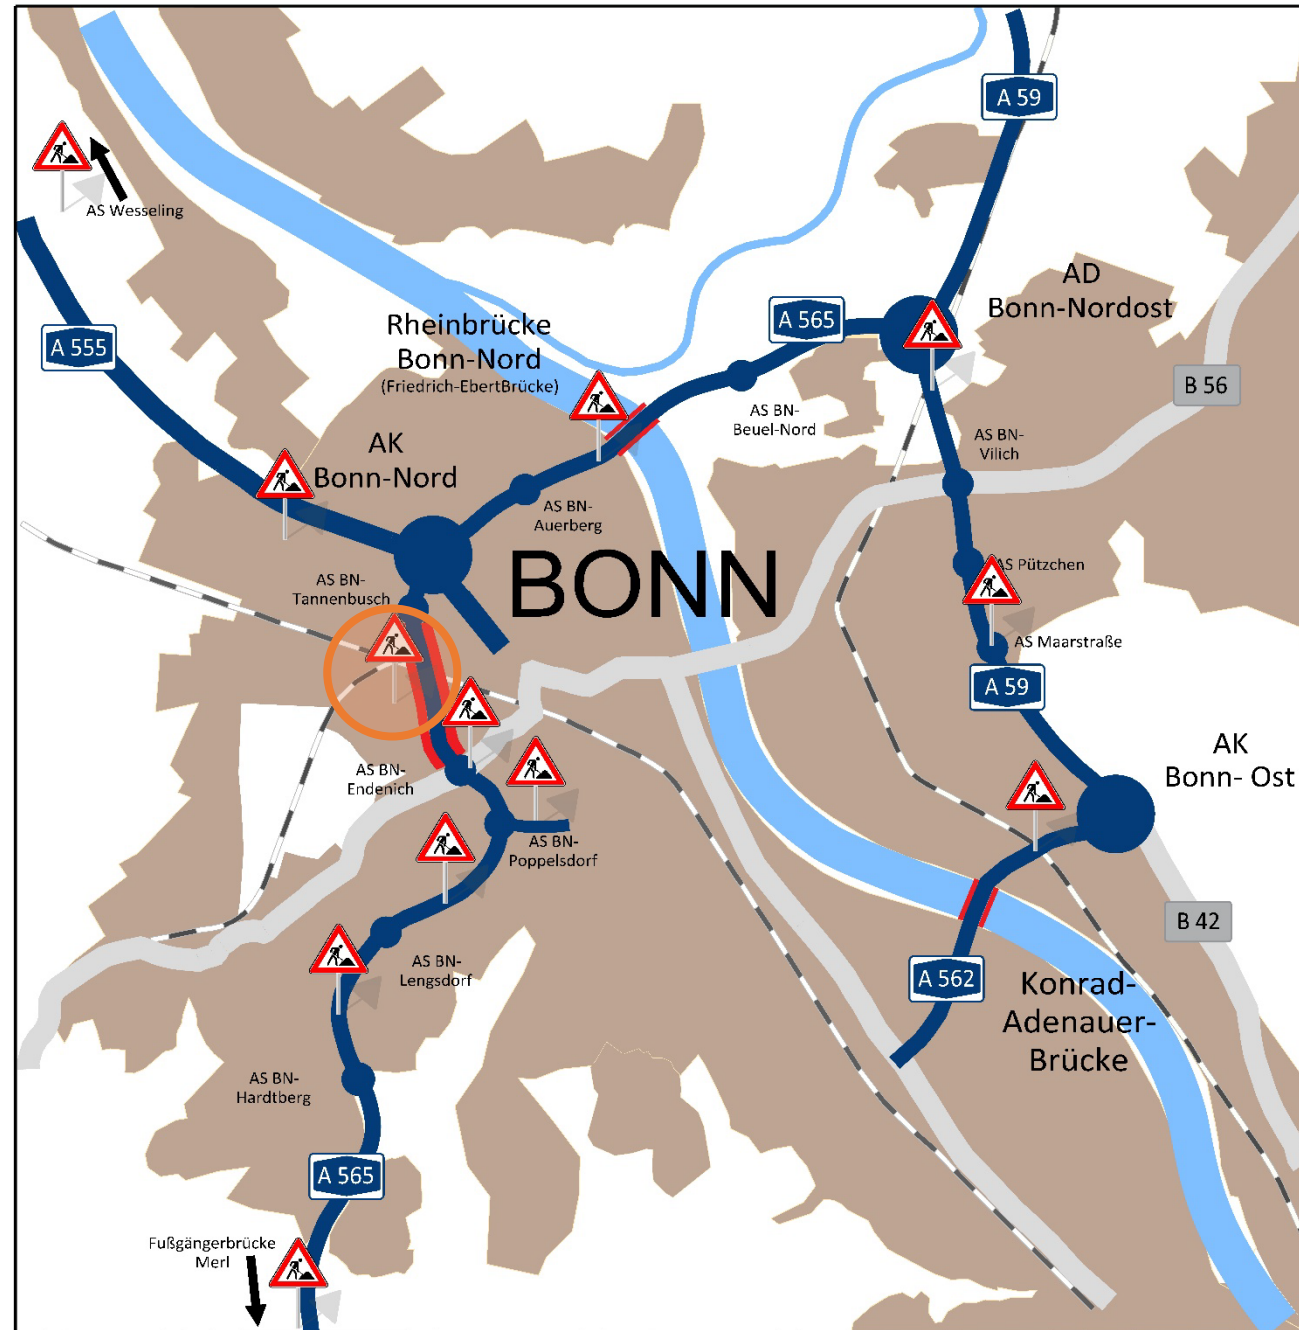 A 59
AS Wesseling
AD
Bonn-Nordost
A 565
Rheinbrücke
Bonn-Nord
(Friedrich-EbertBrücke)
A 555
B 56
AS BN-
Beuel-Nord
AK
Bonn-Nord
AS BN-
Vilich
AS BN-
Auerberg
BONN
AS Pützchen
AS BN-
Tannenbusch
AS Maarstraße
A 59
AK
Bonn- Ost
AS BN-
Endenich
AS BN-
Poppelsdorf
B 42
AS BN-
Lengsdorf
A 562
Konrad-
Adenauer-
Brücke
AS BN-
Hardtberg
A 565
Fußgängerbrücke
Merl